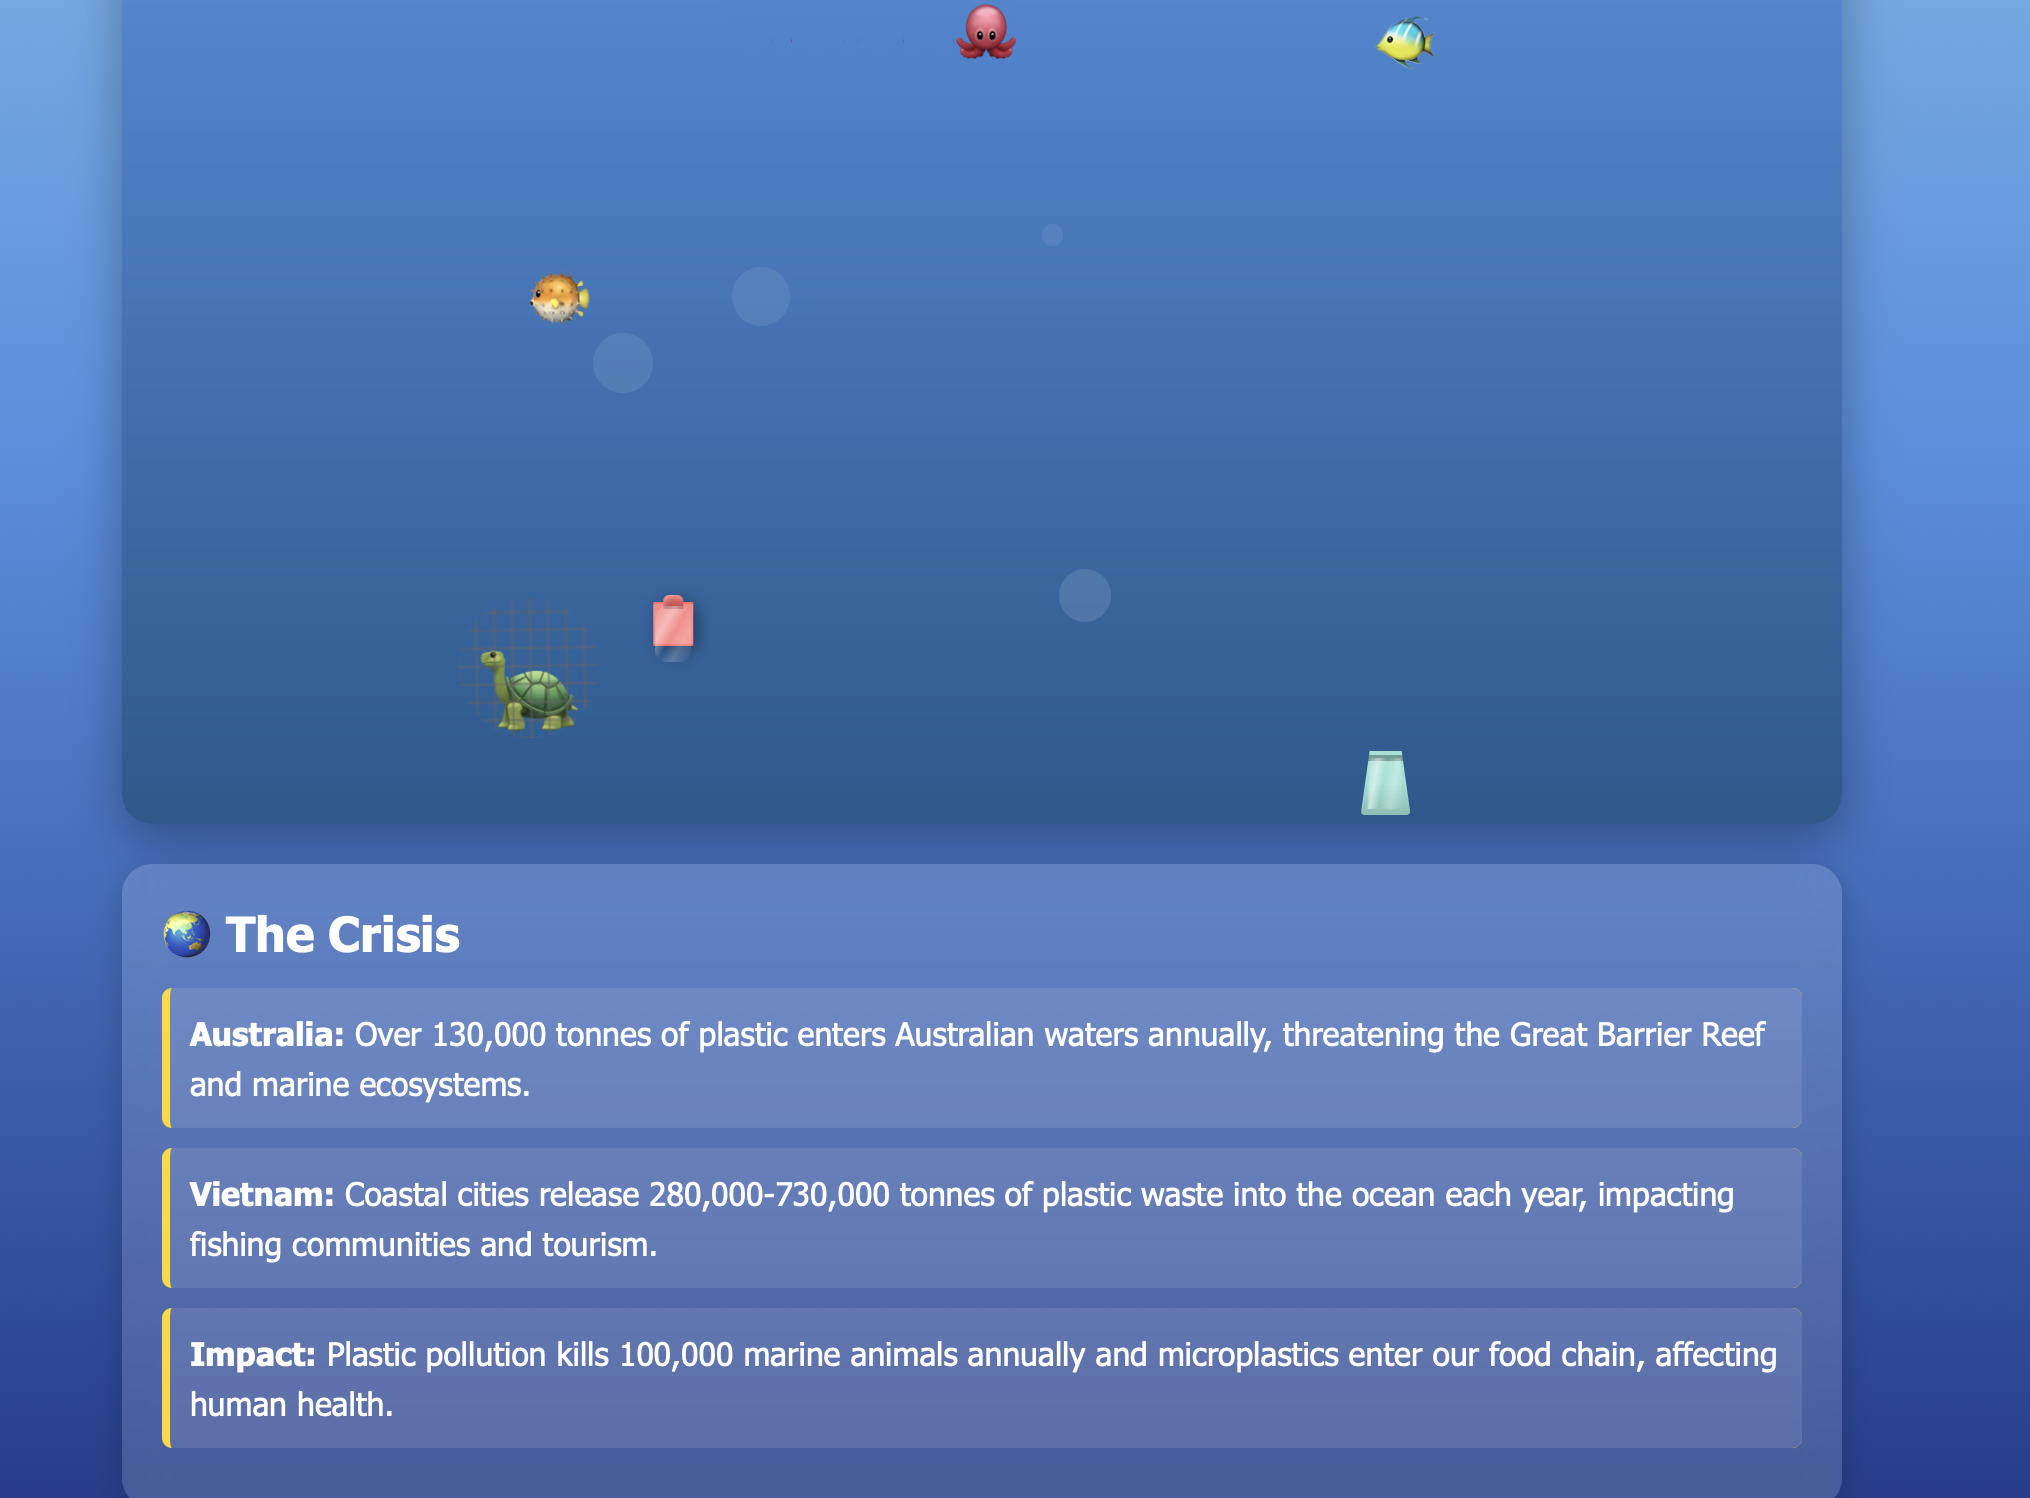 The Crisis
Australia: Over 130,000 tonnes of plastic enters Australian waters annually, threatening the Great Barrier Reef
and marine ecosystems.
Vietnam: Coastal cities release 280,000-730,000 tonnes of plastic waste into the ocean each year, impacting
fishing communities and tourism.
Impact: Plastic pollution kills 100,000 marine animals annually and microplastics enter our food chain, affecting
human health.